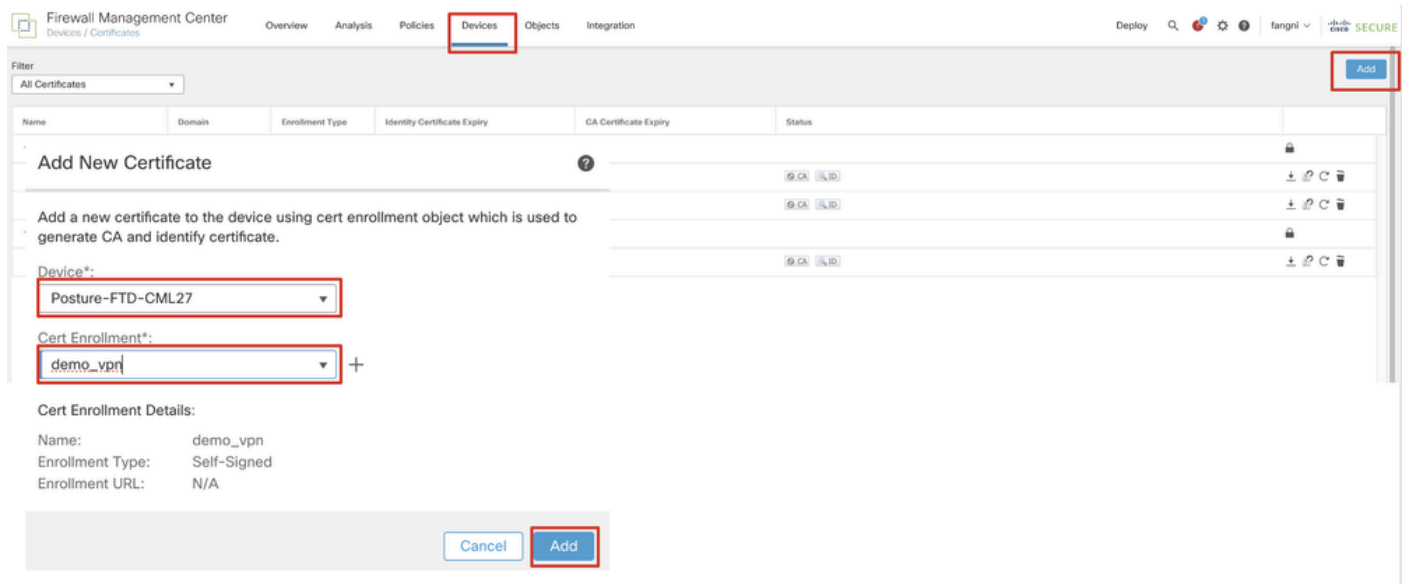 Firewall Management Center
Devices / Certificates
Overview Analysis Policies Devices Objects Integration
Deploy fangni SECURE
Filter
All Certificates
Add
Name Domain Enrollment Type Identity Certificate Expiry CA Certificate Expiry Status
Add New Certificate
CA ID
Add a new certificate to the device using cert enrollment object which is used to
CA ID
generate CA and identify certificate.
CA ID
Device*:
Posture-FTD-CML27
Cert Enrollment*:
demo_vpn
Cert Enrollment Details:
Name: demo_vpn
Enrollment Type: Self-Signed
Enrollment URL: N/A
Cancel Add